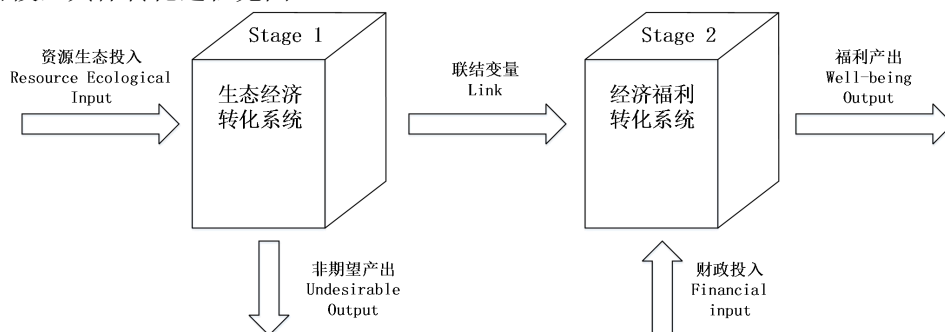 Stage 1
Stage 2
资源生态投入
Resource Ecological
Input
生态经济
转化系统
联结变量
Link
经济福利
转化系统
福利产出
Well-being
Output
非期望产出
Undesirable
Output
财政投入
Financial
input